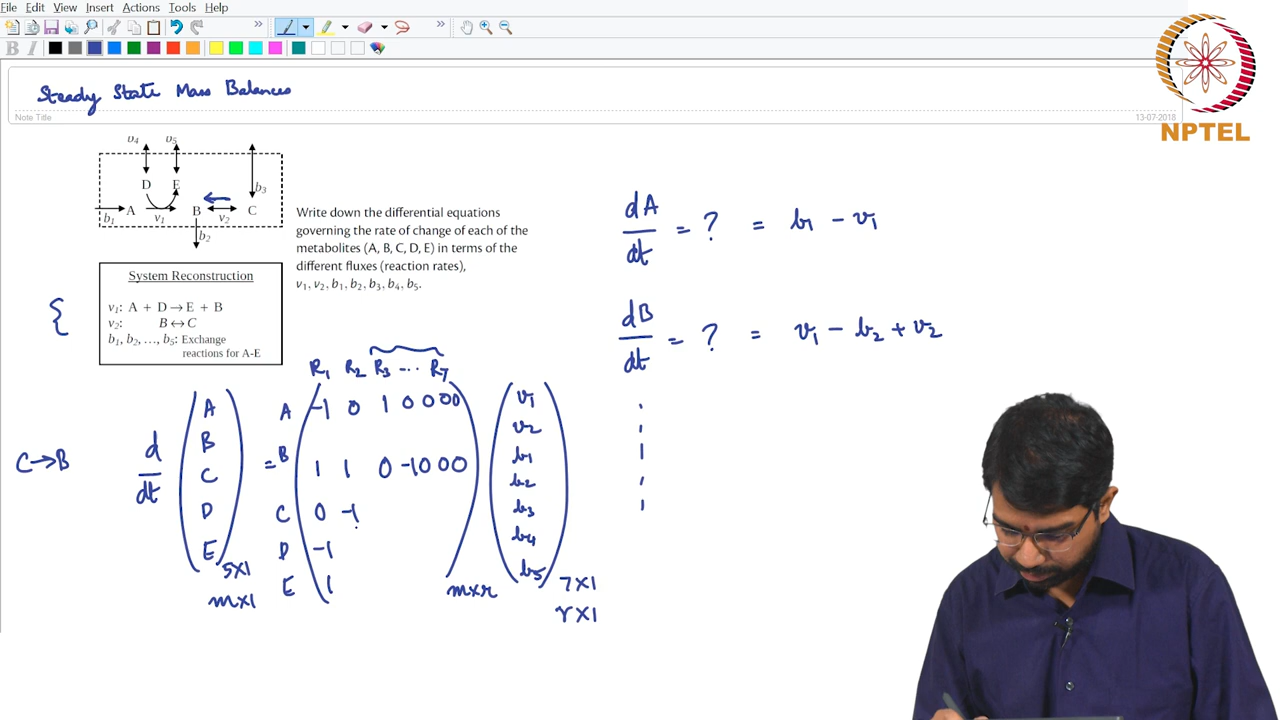 File Edit View Insert Actions Tools Help
B I
Steady State Mass Balances
Note Title
13-07-2018
NPTEL
b4 b5
D E b3
b1 A v1 B v2 C
b2
System Reconstruction
v1: A + D → E + B
v2: B ↔ C
b1, b2, ..., b5: Exchange
reactions for A-E
Write down the differential equations
governing the rate of change of each of the
metabolites (A, B, C, D, E) in terms of the
different fluxes (reaction rates),
v1, v2, b1, b2, b3, b4, b5.
dA/dt = ? = b1 - v1
dB/dt = ? = v1 - b2 + v2
C→B
d/dt
A
B
C
D
E
5×1
m×1
=
R1 R2 R3 ... R7
A -1 0 1 0 0 0 0
B 1 1 0 -1 0 0 0
C 0 -1
D -1
E 1
m×r
v1
v2
b1
b2
b3
b4
b5
7×1
r×1